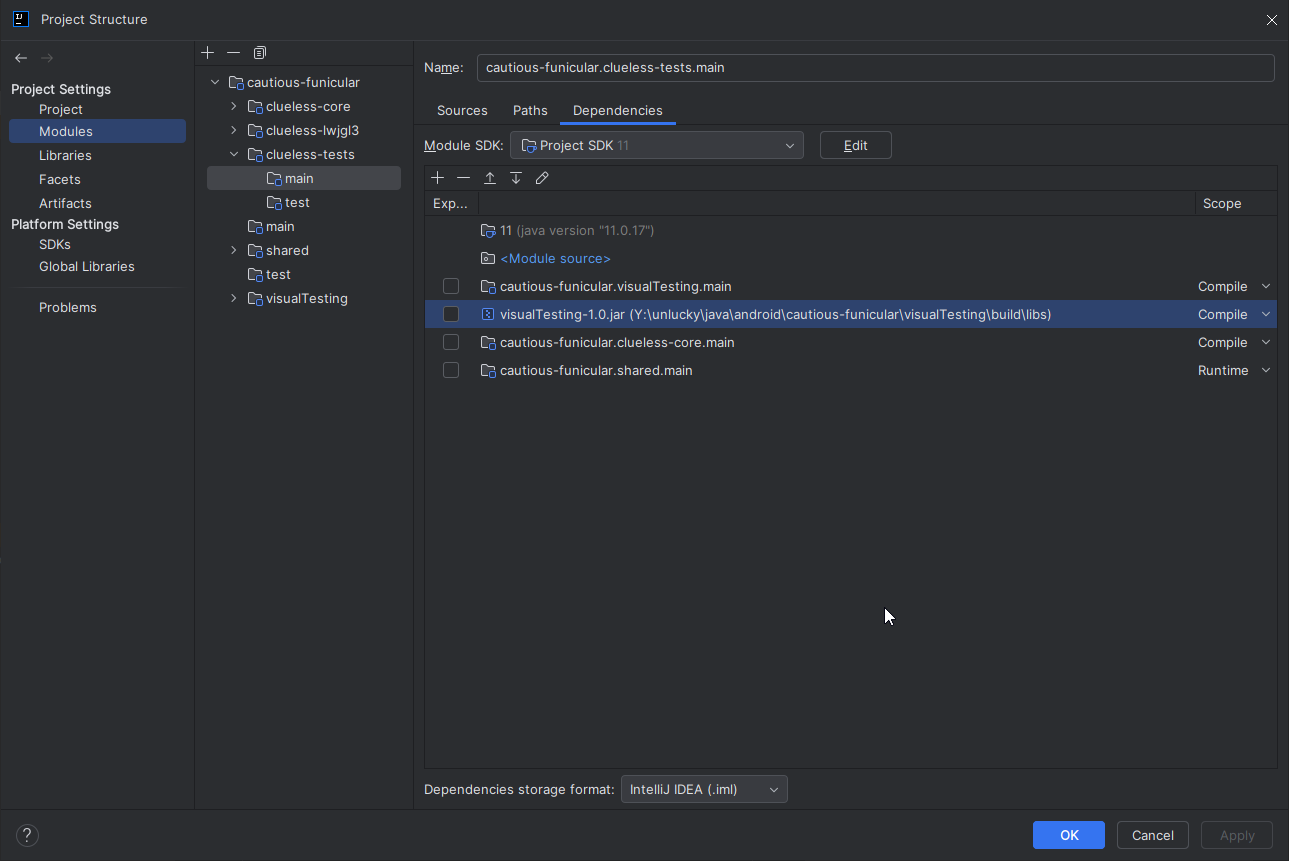 Project Structure
Project Settings
Project
Modules
Libraries
Facets
Artifacts
Platform Settings
SDKs
Global Libraries
Problems
cautious-funicular
clueless-core
clueless-lwjgl3
clueless-tests
main
test
main
shared
test
visualTesting
Name: cautious-funicular.clueless-tests.main
Sources Paths Dependencies
Module SDK: Project SDK 11 Edit
Exp... Scope
11 (java version "11.0.17")
<Module source>
cautious-funicular.visualTesting.main Compile
visualTesting-1.0.jar (Y:\unlucky\java\android\cautious-funicular\visualTesting\build\libs) Compile
cautious-funicular.clueless-core.main Compile
cautious-funicular.shared.main Runtime
Dependencies storage format: IntelliJ IDEA (.iml)
? OK Cancel Apply